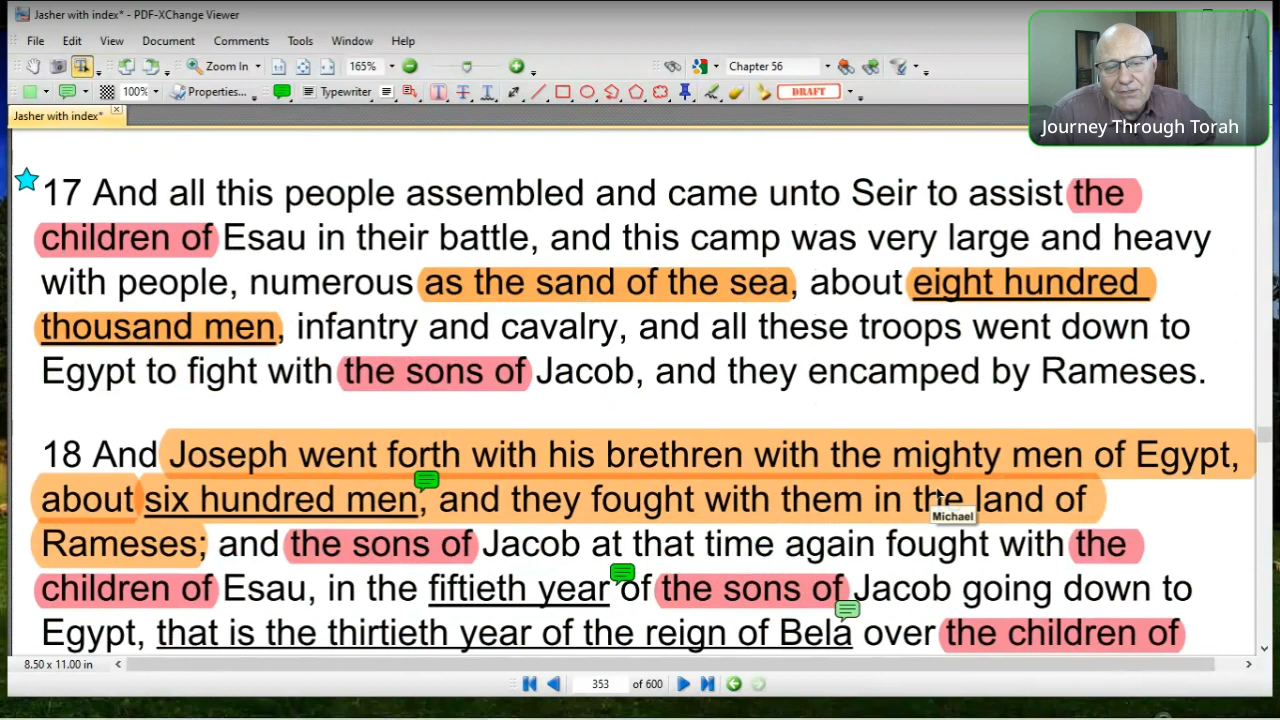 Jasher with index* - PDF-XChange Viewer
File Edit View Document Comments Tools Window Help
Zoom In 165% Chapter 56
100% Properties... Typewriter DRAFT
Jasher with index*
Journey Through Torah
17 And all this people assembled and came unto Seir to assist the
children of Esau in their battle, and this camp was very large and heavy
with people, numerous as the sand of the sea, about eight hundred
thousand men, infantry and cavalry, and all these troops went down to
Egypt to fight with the sons of Jacob, and they encamped by Rameses.
18 And Joseph went forth with his brethren with the mighty men of Egypt,
about six hundred men, and they fought with them in the land of
Michael
Rameses; and the sons of Jacob at that time again fought with the
children of Esau, in the fiftieth year of the sons of Jacob going down to
Egypt, that is the thirtieth year of the reign of Bela over the children of
8.50 x 11.00 in
353 of 600